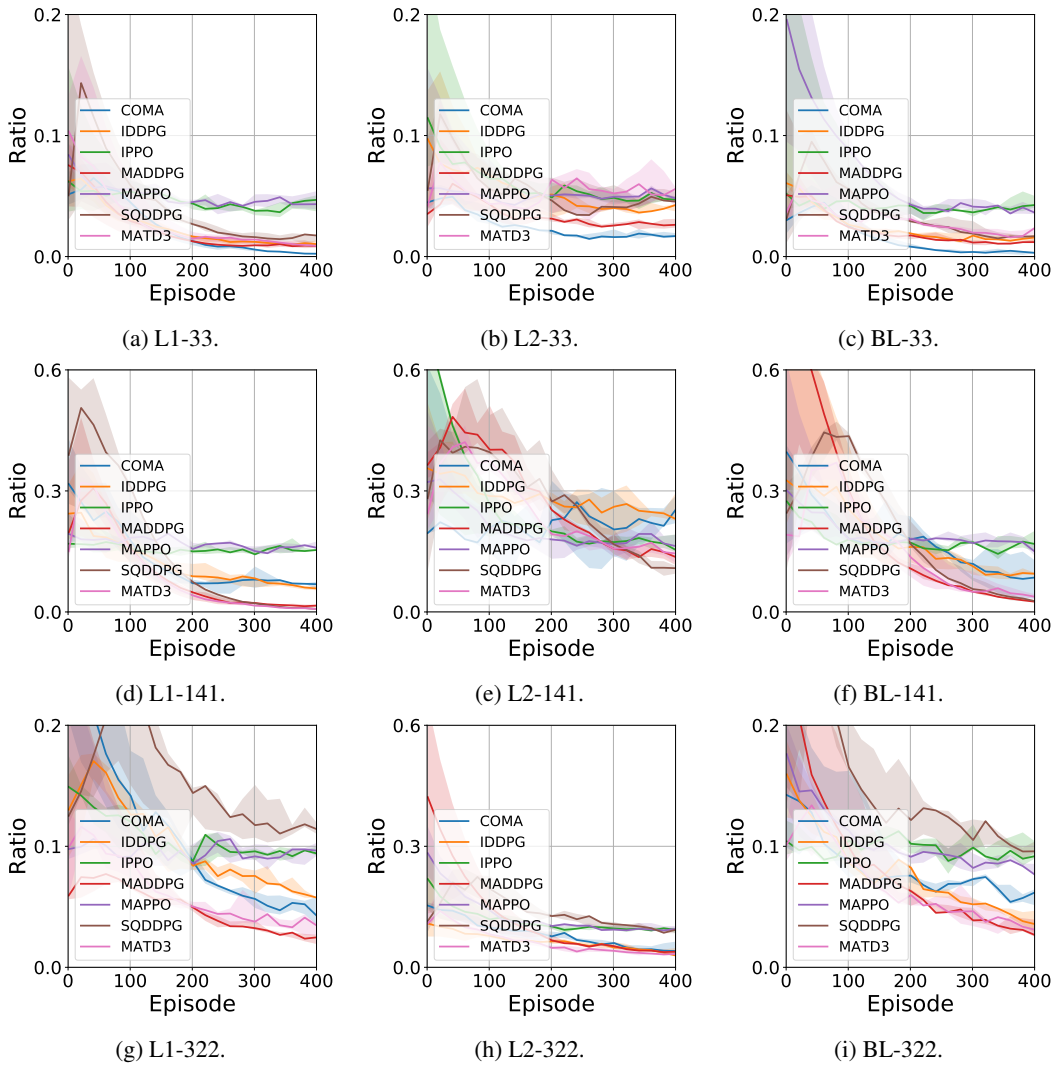 0.2
0.1
0.0
Ratio
0
100
200
300
400
Episode
COMA
IDDPG
IPPO
MADDPG
MAPPO
SQDDPG
MATD3
(a) L1-33.
0.2
0.1
0.0
Ratio
0
100
200
300
400
Episode
COMA
IDDPG
IPPO
MADDPG
MAPPO
SQDDPG
MATD3
(b) L2-33.
0.2
0.1
0.0
Ratio
0
100
200
300
400
Episode
COMA
IDDPG
IPPO
MADDPG
MAPPO
SQDDPG
MATD3
(c) BL-33.
0.6
0.3
0.0
Ratio
0
100
200
300
400
Episode
COMA
IDDPG
IPPO
MADDPG
MAPPO
SQDDPG
MATD3
(d) L1-141.
0.6
0.3
0.0
Ratio
0
100
200
300
400
Episode
COMA
IDDPG
IPPO
MADDPG
MAPPO
SQDDPG
MATD3
(e) L2-141.
0.6
0.3
0.0
Ratio
0
100
200
300
400
Episode
COMA
IDDPG
IPPO
MADDPG
MAPPO
SQDDPG
MATD3
(f) BL-141.
0.2
0.1
0.0
Ratio
0
100
200
300
400
Episode
COMA
IDDPG
IPPO
MADDPG
MAPPO
SQDDPG
MATD3
(g) L1-322.
0.6
0.3
0.0
Ratio
0
100
200
300
400
Episode
COMA
IDDPG
IPPO
MADDPG
MAPPO
SQDDPG
MATD3
(h) L2-322.
0.2
0.1
0.0
Ratio
0
100
200
300
400
Episode
COMA
IDDPG
IPPO
MADDPG
MAPPO
SQDDPG
MATD3
(i) BL-322.